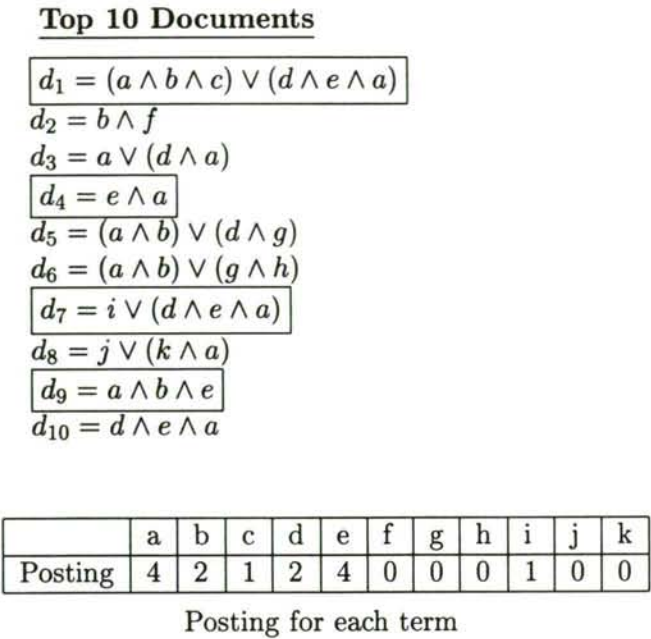 Top 10 Documents
d₁ = (a ∧ b ∧ c) ∨ (d ∧ e ∧ a)
d₂ = b ∧ f
d₃ = a ∨ (d ∧ a)
d₄ = e ∧ a
d₅ = (a ∧ b) ∨ (d ∧ g)
d₆ = (a ∧ b) ∨ (g ∧ h)
d₇ = i ∨ (d ∧ e ∧ a)
d₈ = j ∨ (k ∧ a)
d₉ = a ∧ b ∧ e
d₁₀ = d ∧ e ∧ a
a b c d e f g h i j k
Posting 4 2 1 2 4 0 0 0 1 0 0
Posting for each term